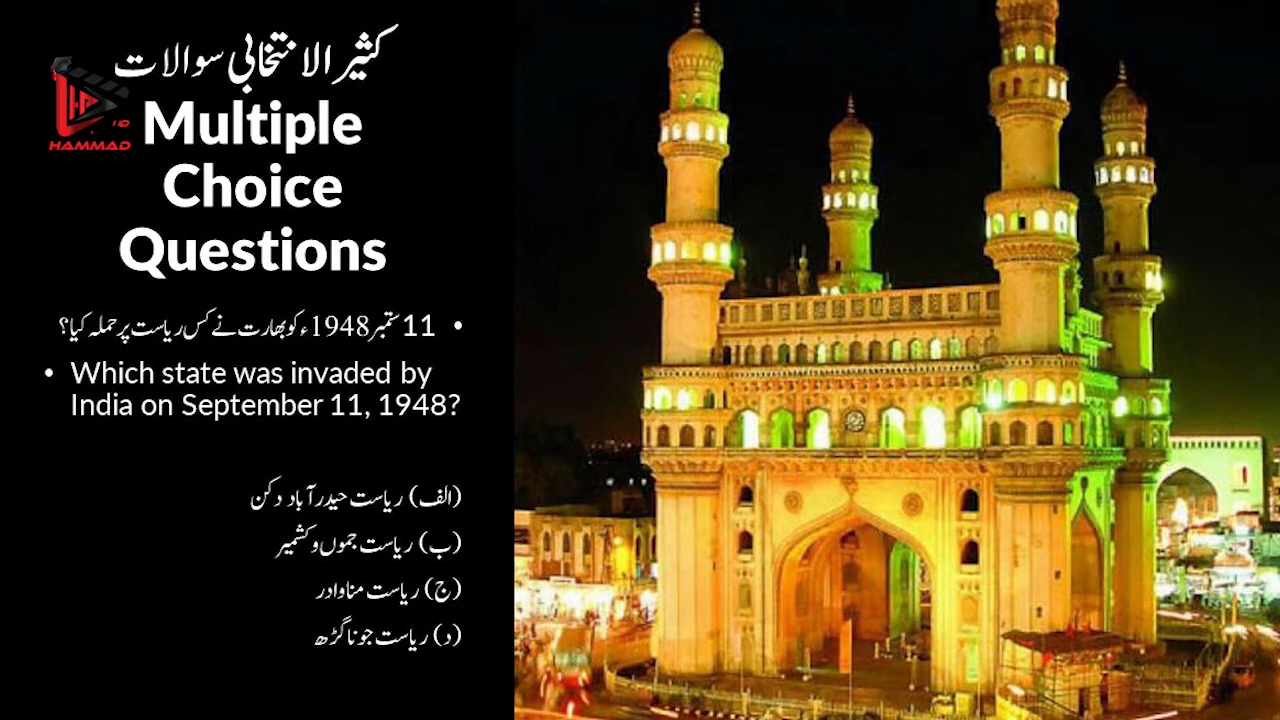 کثیر الانتخابی سوالات
HD
HAMMAD
Multiple
Choice
Questions
• 11 ستمبر 1948ء کو بھارت نے کس ریاست پر حملہ کیا؟
• Which state was invaded by
India on September 11, 1948?
(الف) ریاست حیدرآباد دکن
(ب) ریاست جموں و کشمیر
(ج) ریاست مناوادر
(د) ریاست جوناگڑھ